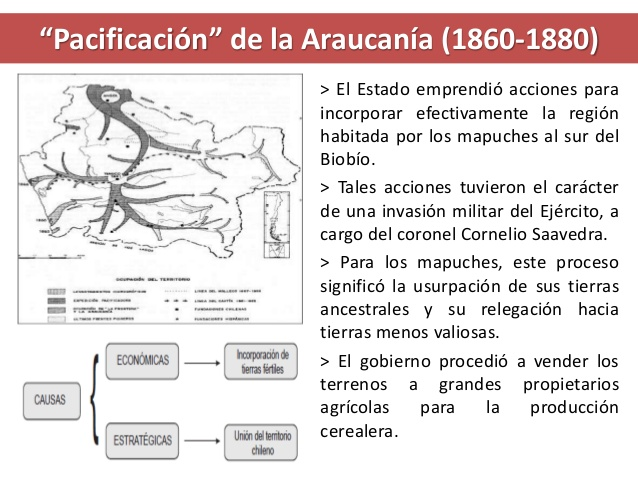 “Pacificación” de la Araucanía (1860-1880)
> El Estado emprendió acciones para
incorporar efectivamente la región
habitada por los mapuches al sur del
Biobío.
> Tales acciones tuvieron el carácter
de una invasión militar del Ejército, a
cargo del coronel Cornelio Saavedra.
> Para los mapuches, este proceso
significó la usurpación de sus tierras
ancestrales y su relegación hacia
tierras menos valiosas.
> El gobierno procedió a vender los
terrenos a grandes propietarios
agrícolas para la producción
cerealera.
OCUPACIÓN DEL TERRITORIO
CAUSAS
ECONÓMICAS
Incorporación de
tierras fértiles
ESTRATÉGICAS
Unión del territorio
chileno